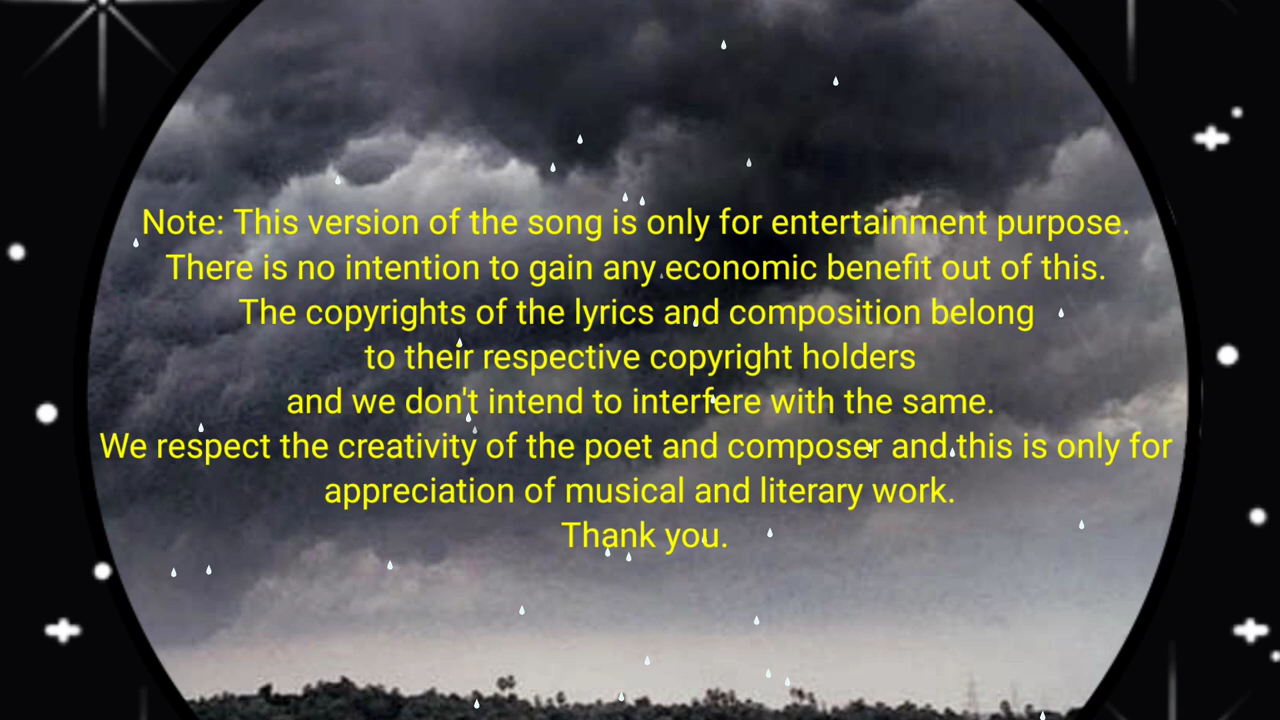 Note: This version of the song is only for entertainment purpose.
There is no intention to gain any economic benefit out of this.
The copyrights of the lyrics and composition belong
to their respective copyright holders
and we don't intend to interfere with the same.
We respect the creativity of the poet and composer and this is only for
appreciation of musical and literary work.
Thank you.